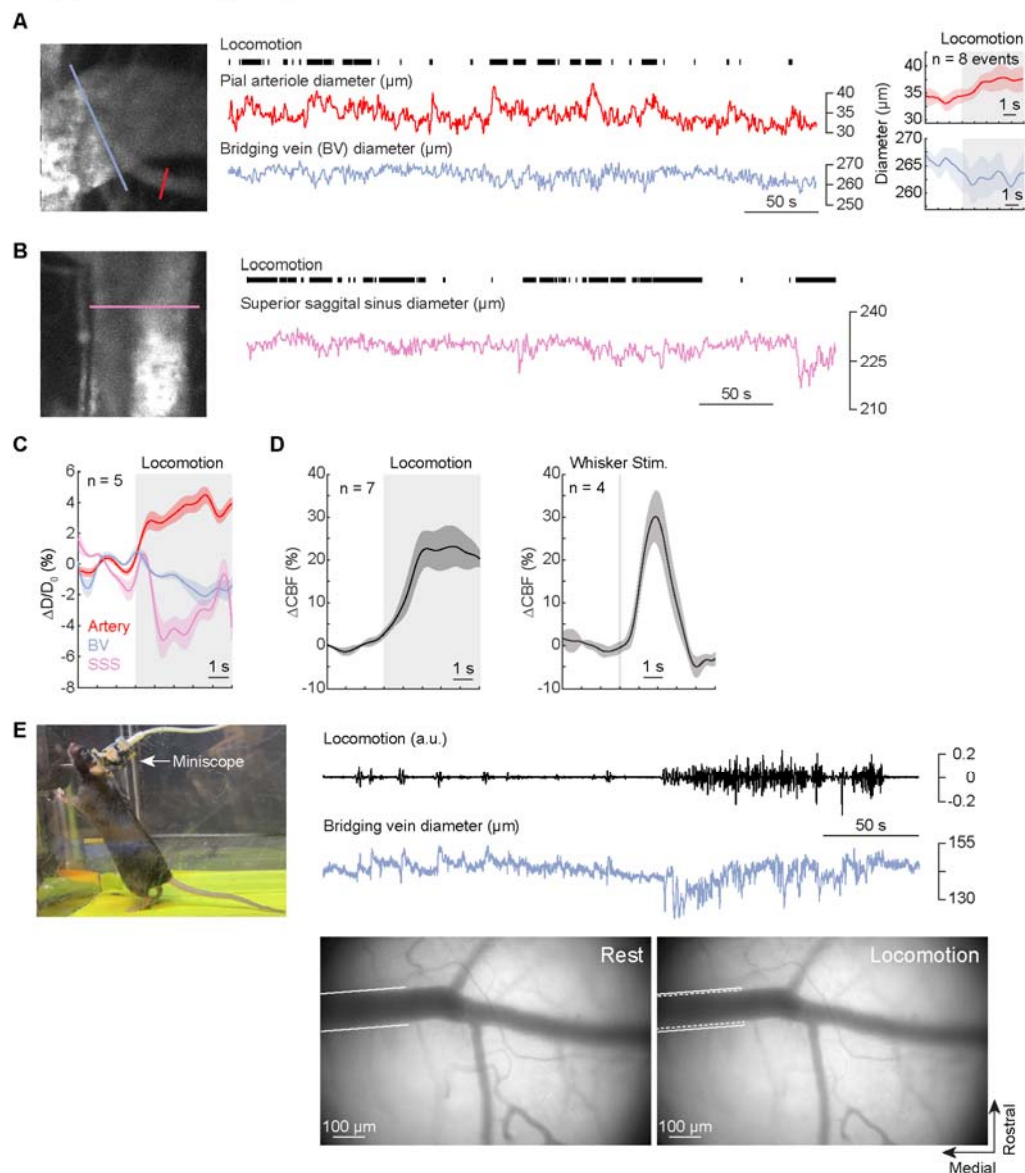 A
Locomotion
Pial arteriole diameter (µm)
40
35
30
Bridging vein (BV) diameter (µm)
270
260
250
50 s
Locomotion
n = 8 events
40
35
1 s
Diameter (µm)
270
265
260
1 s
B
Locomotion
Superior saggital sinus diameter (µm)
240
225
210
50 s
C
Locomotion
n = 5
6
4
2
0
-2
-4
-6
-8
ΔD/D0 (%)
Artery
BV
SSS
1 s
D
Locomotion
n = 7
40
30
20
10
0
-10
ΔCBF (%)
1 s
Whisker Stim.
n = 4
40
30
20
10
0
-10
ΔCBF (%)
1 s
E
Miniscope
Locomotion (a.u.)
0.2
0
-0.2
50 s
Bridging vein diameter (µm)
155
130
Rest
100 µm
Locomotion
100 µm
Rostral
Medial